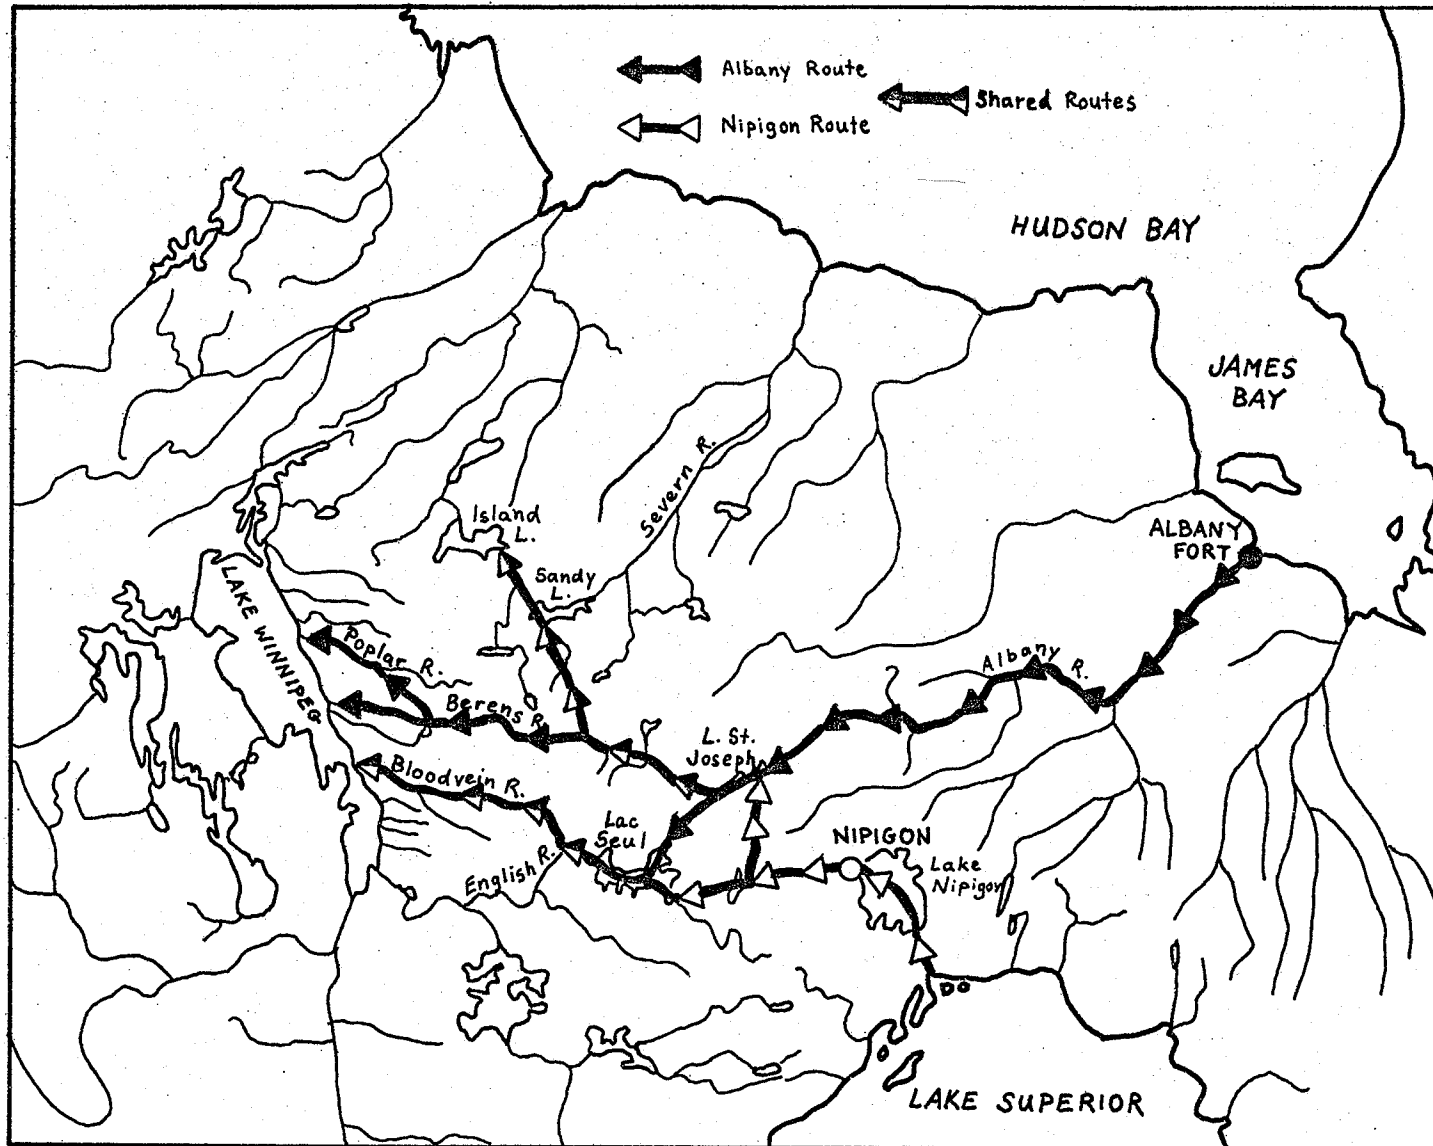 Albany Route
Shared Routes
Nipigon Route
HUDSON BAY
JAMES
BAY
Severn R.
Island
L.
ALBANY
FORT
Sandy
L.
LAKE WINNIPEG
Poplar R.
Albany R.
Berens R.
L. St.
Joseph
Bloodvein R.
Lac
Seul
NIPIGON
English R.
Lake
Nipigon
LAKE SUPERIOR